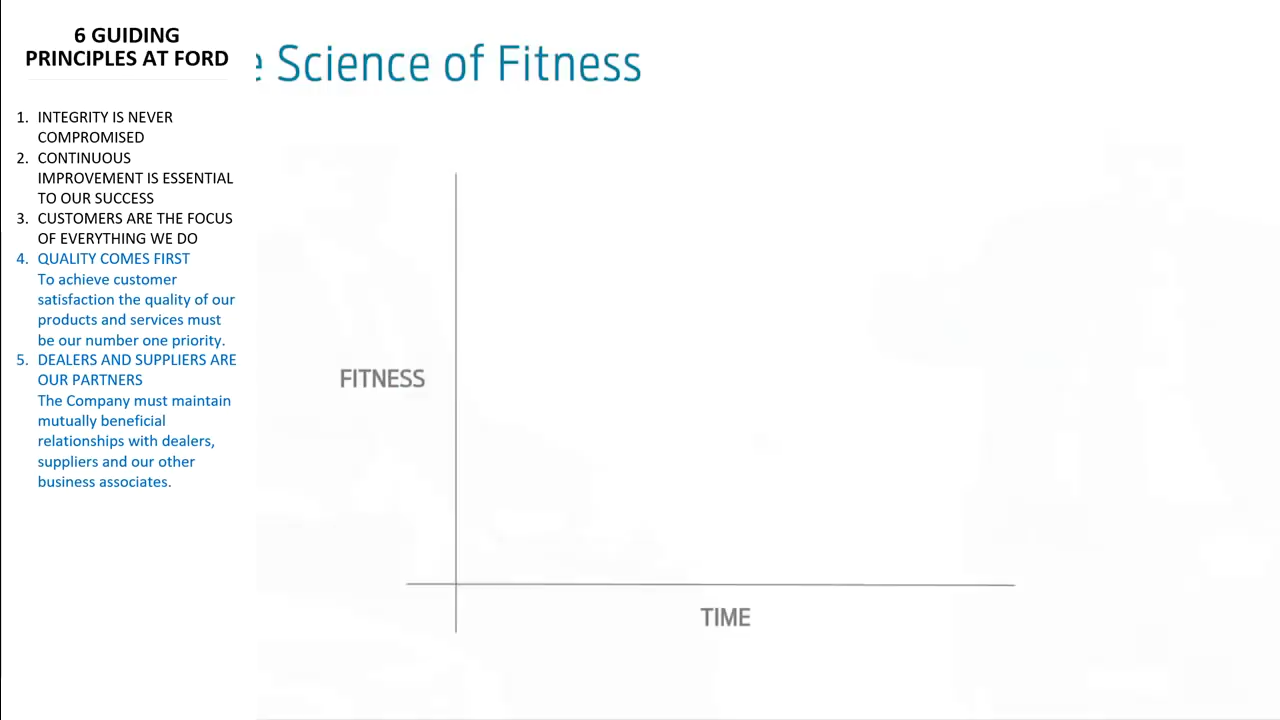 6 GUIDING
PRINCIPLES AT FORD
e Science of Fitness
1. INTEGRITY IS NEVER
COMPROMISED
2. CONTINUOUS
IMPROVEMENT IS ESSENTIAL
TO OUR SUCCESS
3. CUSTOMERS ARE THE FOCUS
OF EVERYTHING WE DO
4. QUALITY COMES FIRST
To achieve customer
satisfaction the quality of our
products and services must
be our number one priority.
5. DEALERS AND SUPPLIERS ARE
OUR PARTNERS
The Company must maintain
mutually beneficial
relationships with dealers,
suppliers and our other
business associates.
FITNESS
TIME